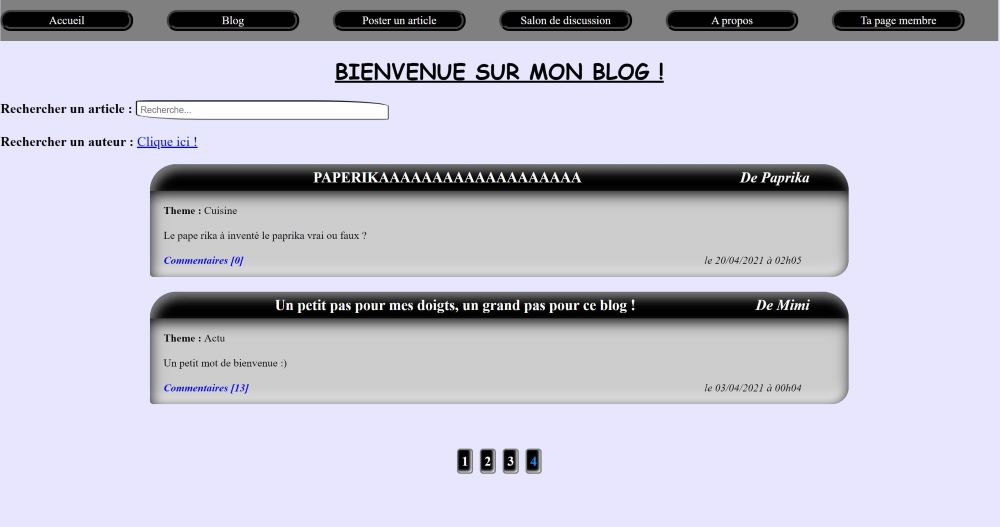 Accueil Blog Poster un article Salon de discussion A propos Ta page membre
BIENVENUE SUR MON BLOG !
Rechercher un article : Recherche...
Rechercher un auteur : Clique ici !
PAPERIKAAAAAAAAAAAAAAAAAAA De Paprika
Theme : Cuisine
Le pape rika à inventé le paprika vrai ou faux ?
Commentaires [0] le 20/04/2021 à 02h05
Un petit pas pour mes doigts, un grand pas pour ce blog ! De Mimi
Theme : Actu
Un petit mot de bienvenue :)
Commentaires [13] le 03/04/2021 à 00h04
1 2 3 4